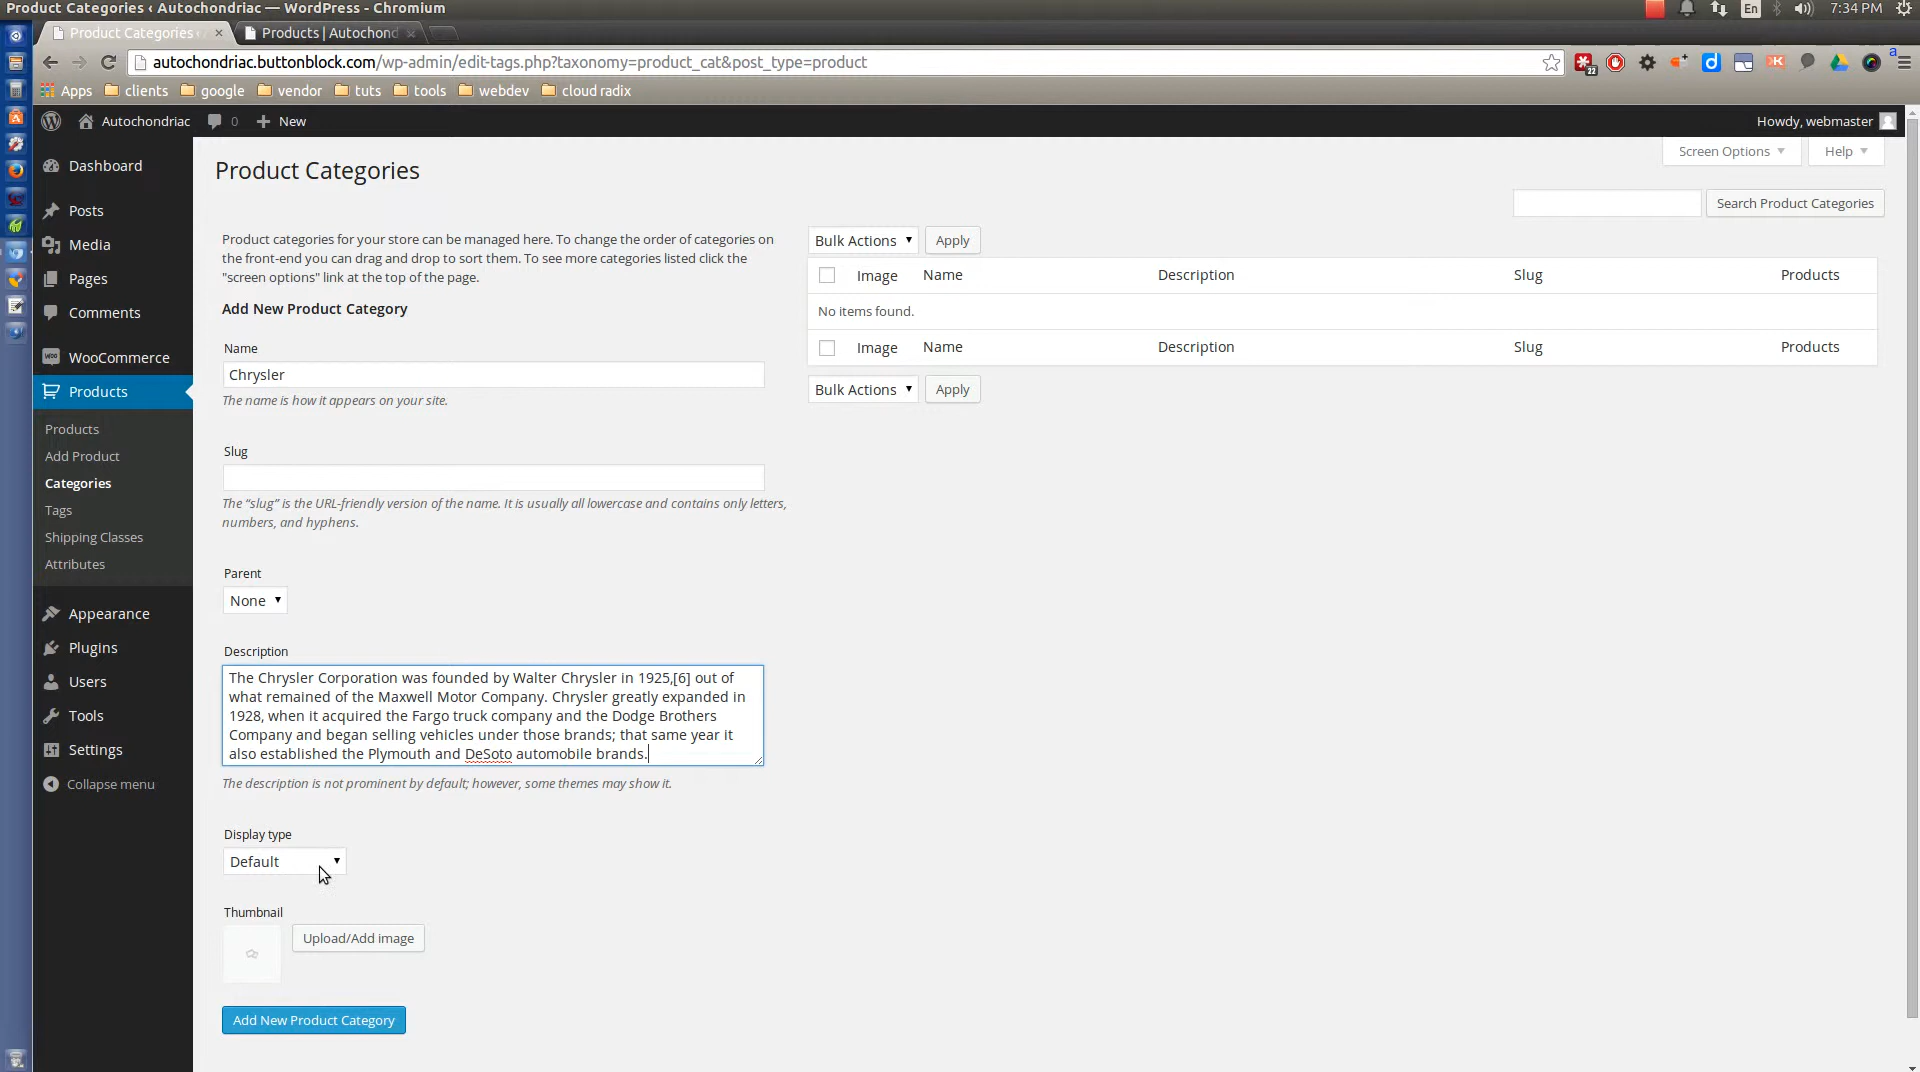 Product Categories ‹ Autochondriac — WordPress - Chromium
En
7:34 PM
Product Categories ‹
Products | Autochond
autochondriac.buttonblock.com/wp-admin/edit-tags.php?taxonomy=product_cat&post_type=product
22
a
Apps
clients
google
vendor
tuts
tools
webdev
cloud radix
Autochondriac
0
New
Howdy, webmaster
Dashboard
Posts
Media
Pages
Comments
WooCommerce
Products
Products
Add Product
Categories
Tags
Shipping Classes
Attributes
Appearance
Plugins
Users
Tools
Settings
Collapse menu
Screen Options
Help
Product Categories
Search Product Categories
Product categories for your store can be managed here. To change the order of categories on
the front-end you can drag and drop to sort them. To see more categories listed click the
"screen options" link at the top of the page.
Add New Product Category
Name
Chrysler
The name is how it appears on your site.
Slug
The “slug” is the URL-friendly version of the name. It is usually all lowercase and contains only letters,
numbers, and hyphens.
Parent
None
Description
The Chrysler Corporation was founded by Walter Chrysler in 1925,[6] out of
what remained of the Maxwell Motor Company. Chrysler greatly expanded in
1928, when it acquired the Fargo truck company and the Dodge Brothers
Company and began selling vehicles under those brands; that same year it
also established the Plymouth and DeSoto automobile brands.
The description is not prominent by default; however, some themes may show it.
Display type
Default
Thumbnail
Upload/Add image
Add New Product Category
Bulk Actions
Apply
Image Name Description Slug Products
No items found.
Image Name Description Slug Products
Bulk Actions
Apply